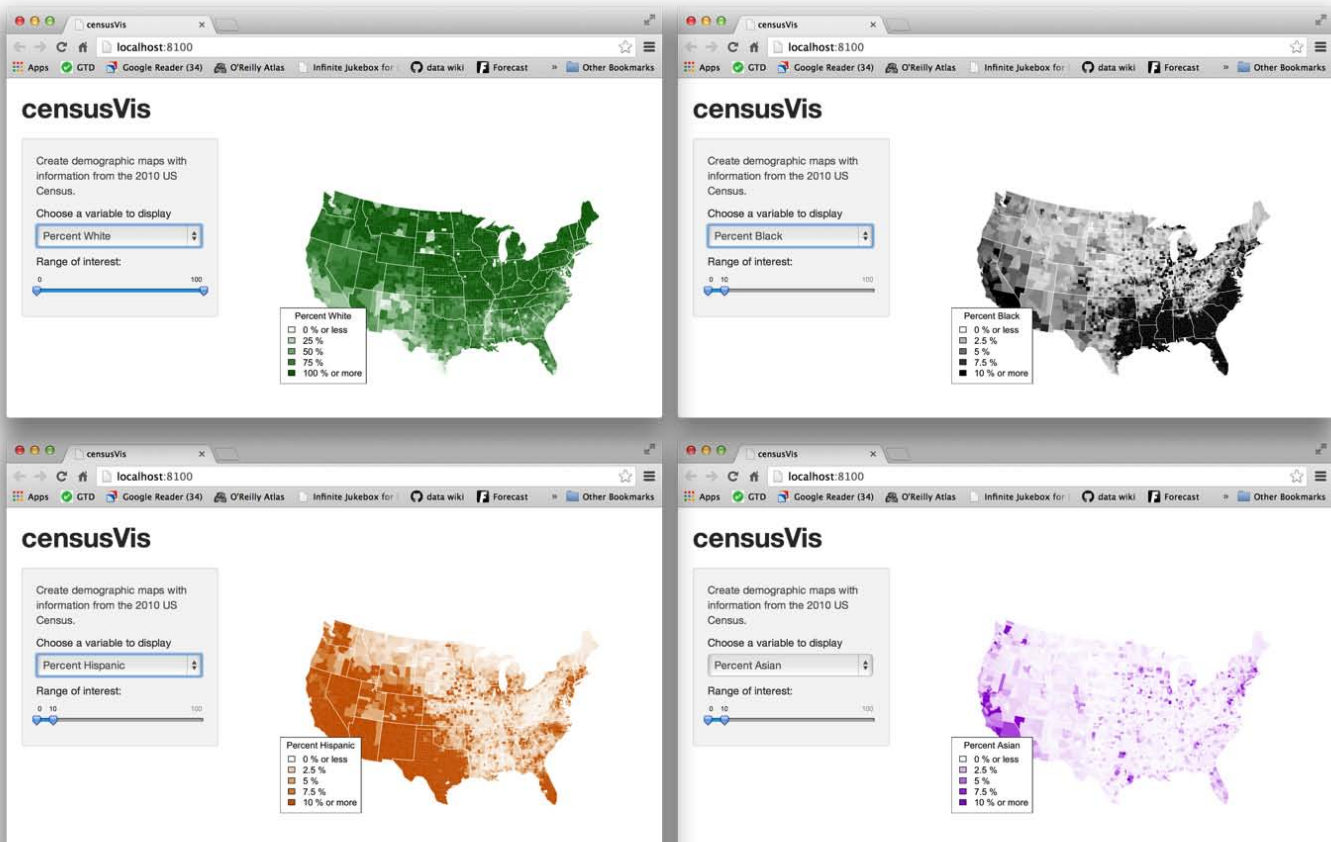 censusVis
localhost:8100
Apps GTD Google Reader (34) O'Reilly Atlas Infinite Jukebox for data wiki Forecast » Other Bookmarks
censusVis
Create demographic maps with
information from the 2010 US
Census.
Choose a variable to display
Percent White
Range of interest:
0 100
Percent White
0 % or less
25 %
50 %
75 %
100 % or more
censusVis
localhost:8100
Apps GTD Google Reader (34) O'Reilly Atlas Infinite Jukebox for data wiki Forecast » Other Bookmarks
censusVis
Create demographic maps with
information from the 2010 US
Census.
Choose a variable to display
Percent Black
Range of interest:
0 10 100
Percent Black
0 % or less
2.5 %
5 %
7.5 %
10 % or more
censusVis
localhost:8100
Apps GTD Google Reader (34) O'Reilly Atlas Infinite Jukebox for data wiki Forecast » Other Bookmarks
censusVis
Create demographic maps with
information from the 2010 US
Census.
Choose a variable to display
Percent Hispanic
Range of interest:
0 10 100
Percent Hispanic
0 % or less
2.5 %
5 %
7.5 %
10 % or more
censusVis
localhost:8100
Apps GTD Google Reader (34) O'Reilly Atlas Infinite Jukebox for data wiki Forecast » Other Bookmarks
censusVis
Create demographic maps with
information from the 2010 US
Census.
Choose a variable to display
Percent Asian
Range of interest:
0 10 100
Percent Asian
0 % or less
2.5 %
5 %
7.5 %
10 % or more